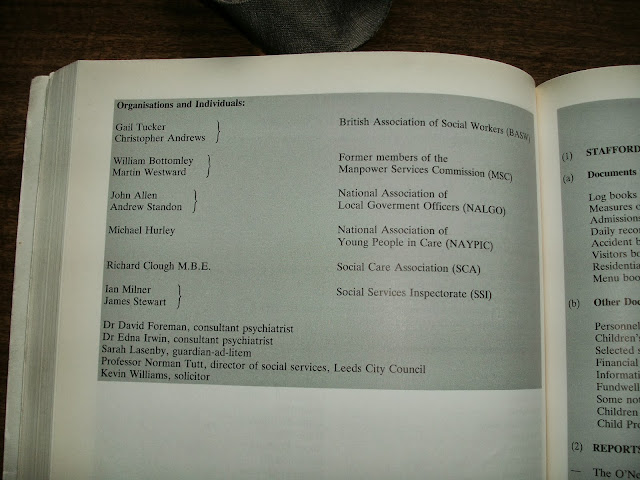 Organisations and Individuals:
Gail Tucker
Christopher Andrews
British Association of Social Workers (BASW)
William Bottomley
Martin Westward
Former members of the
Manpower Services Commission (MSC)
John Allen
Andrew Standon
National Association of
Local Goverment Officers (NALGO)
Michael Hurley
National Association of
Young People in Care (NAYPIC)
Richard Clough M.B.E.
Social Care Association (SCA)
Ian Milner
James Stewart
Social Services Inspectorate (SSI)
Dr David Foreman, consultant psychiatrist
Dr Edna Irwin, consultant psychiatrist
Sarah Lasenby, guardian-ad-litem
Professor Norman Tutt, director of social services, Leeds City Council
Kevin Williams, solicitor
(1) STAFFORD
(a) Documents
Log books
Measures o
Admissions
Daily reco
Accident b
Visitors bo
Residentia
Menu boo
(b) Other Doc
Personnel
Children's
Selected s
Financial
Informati
Fundwell
Some not
Children
Child Pro
(2) REPORTS
— The O'Ne